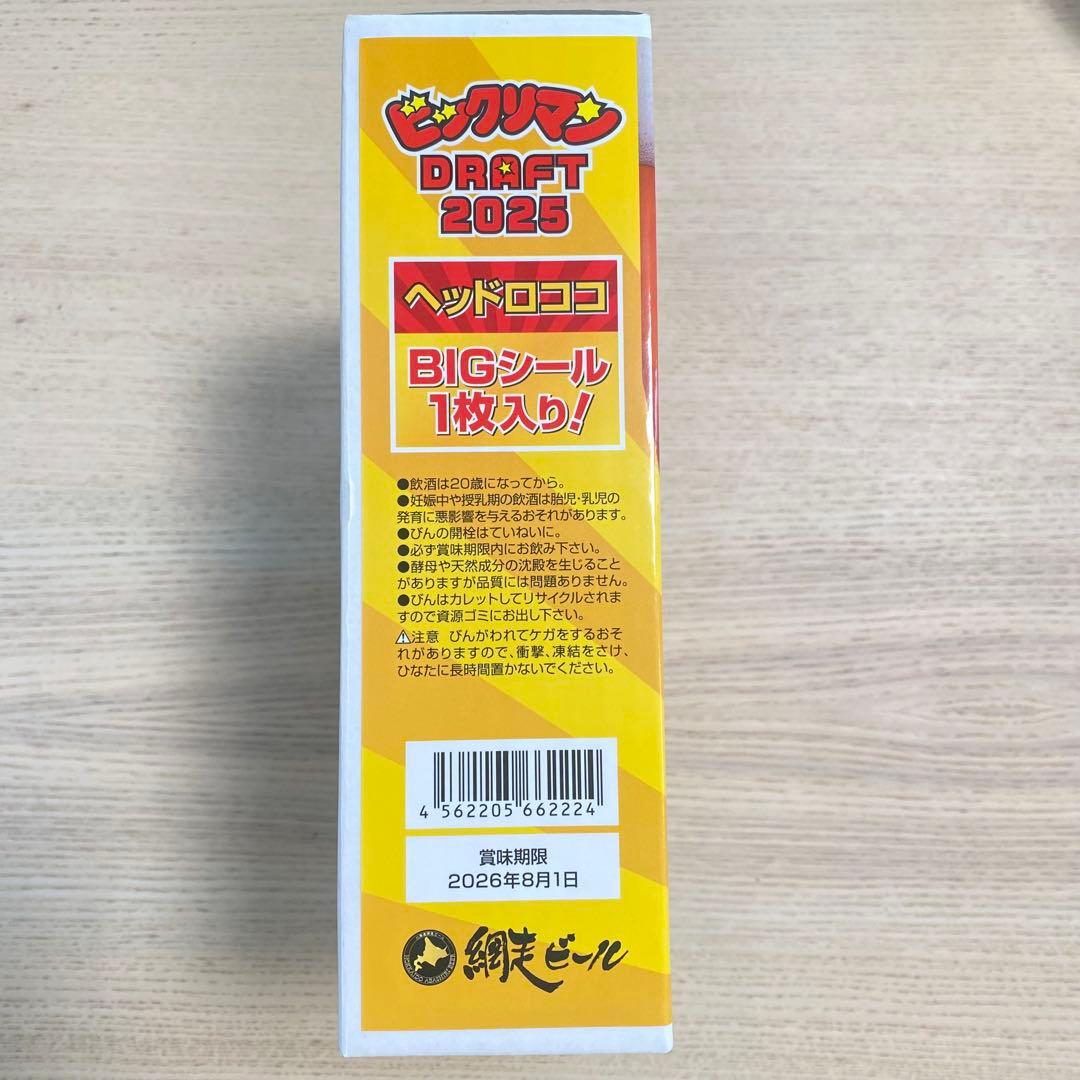 ビックリマン
DRAFT
2025
ヘッドロココ
BIGシール
1枚入り!
●飲酒は20歳になってから。
●妊娠中や授乳期の飲酒は胎児・乳児の
発育に悪影響を与えるおそれがあります。
●びんの開栓はていねいに。
●必ず賞味期限内にお飲み下さい。
●酵母や天然成分の沈殿を生じること
がありますが品質には問題ありません。
●びんはカレットしてリサイクルされま
すので資源ゴミにお出し下さい。
⚠注意 びんがわれてケガをするおそ
れがありますので、衝撃、凍結をさけ、
ひなたに長時間置かないでください。
4 562205 662224
賞味期限
2026年8月1日
網走ビール